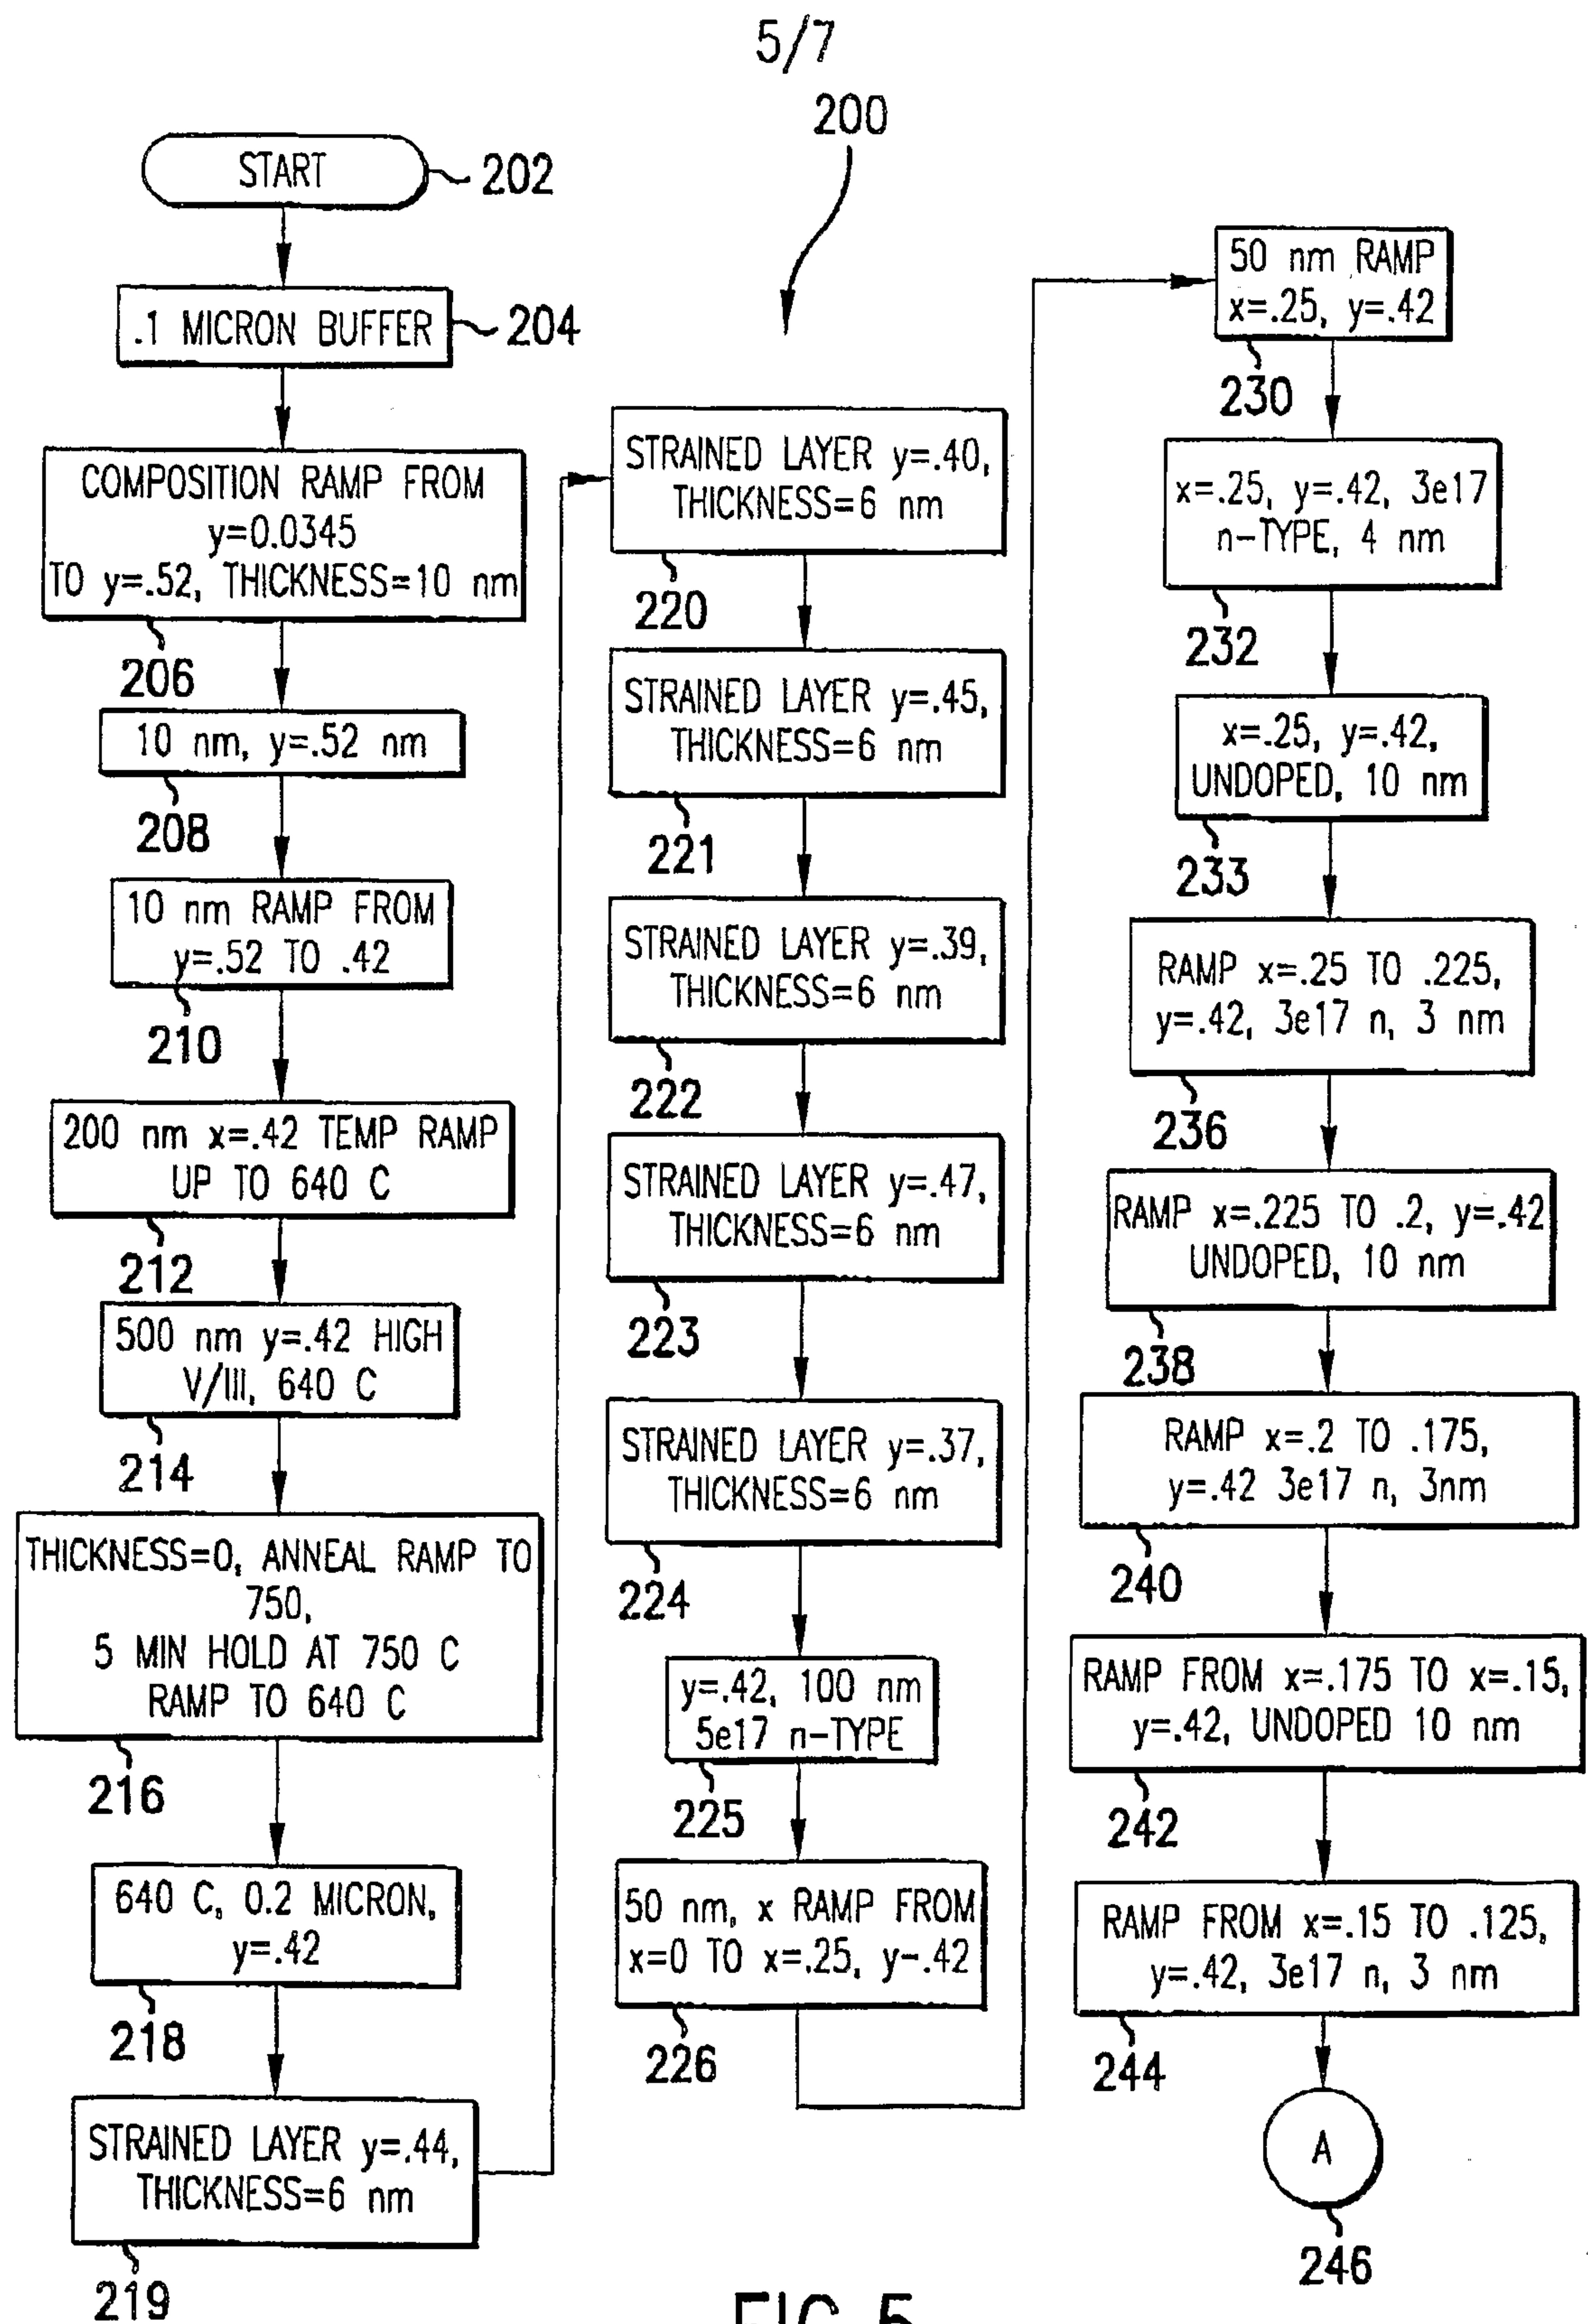 5/7
200
START
202
.1 MICRON BUFFER
204
COMPOSITION RAMP FROM
y=0.0345
TO y=.52, THICKNESS=10 nm
206
10 nm, y=.52 nm
208
10 nm RAMP FROM
y=.52 TO .42
210
200 nm x=.42 TEMP RAMP
UP TO 640 C
212
500 nm y=.42 HIGH
V/III, 640 C
214
THICKNESS=0, ANNEAL RAMP TO
750,
5 MIN HOLD AT 750 C
RAMP TO 640 C
216
640 C, 0.2 MICRON,
y=.42
218
STRAINED LAYER y=.44,
THICKNESS=6 nm
219
STRAINED LAYER y=.40,
THICKNESS=6 nm
220
STRAINED LAYER y=.45,
THICKNESS=6 nm
221
STRAINED LAYER y=.39,
THICKNESS=6 nm
222
STRAINED LAYER y=.47,
THICKNESS=6 nm
223
STRAINED LAYER y=.37,
THICKNESS=6 nm
224
y=.42, 100 nm
5e17 n-TYPE
225
50 nm, x RAMP FROM
x=0 TO x=.25, y-.42
226
50 nm RAMP
x=.25, y=.42
230
x=.25, y=.42, 3e17
n-TYPE, 4 nm
232
x=.25, y=.42,
UNDOPED, 10 nm
233
RAMP x=.25 TO .225,
y=.42, 3e17 n, 3 nm
236
RAMP x=.225 TO .2, y=.42
UNDOPED, 10 nm
238
RAMP x=.2 TO .175,
y=.42 3e17 n, 3nm
240
RAMP FROM x=.175 TO x=.15,
y=.42, UNDOPED 10 nm
242
RAMP FROM x=.15 TO .125,
y=.42, 3e17 n, 3 nm
244
A
246
FIG.5